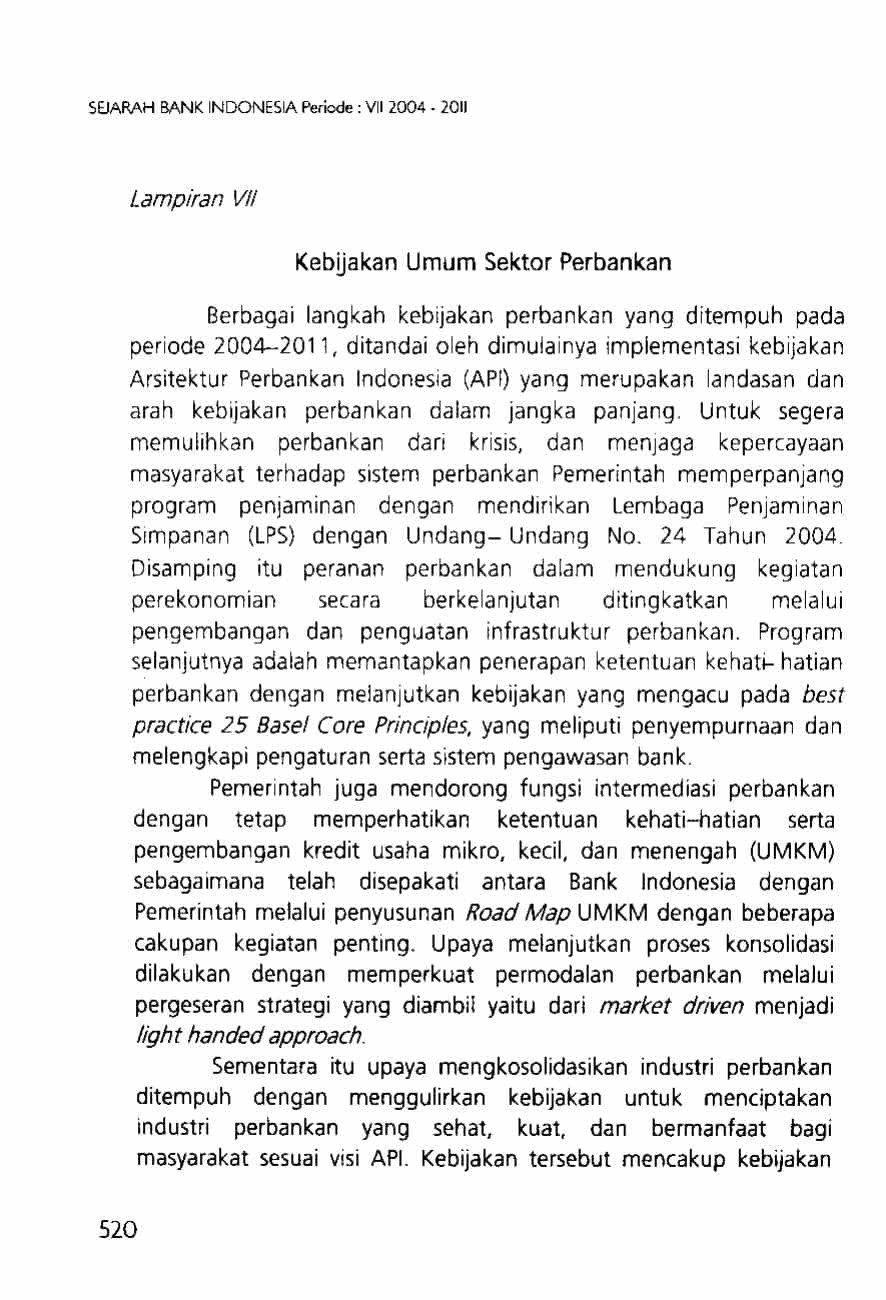 SEJARAH BANK INDONESIA Periode : VII 2004 - 2011
Lampiran VII
Kebijakan Umum Sektor Perbankan
Berbagai langkah kebijakan perbankan yang ditempuh pada
periode 2004–2011, ditandai oleh dimulainya implementasi kebijakan
Arsitektur Perbankan Indonesia (API) yang merupakan landasan dan
arah kebijakan perbankan dalam jangka panjang. Untuk segera
memulihkan perbankan dari krisis, dan menjaga kepercayaan
masyarakat terhadap sistem perbankan Pemerintah memperpanjang
program penjaminan dengan mendirikan Lembaga Penjaminan
Simpanan (LPS) dengan Undang– Undang No. 24 Tahun 2004.
Disamping itu peranan perbankan dalam mendukung kegiatan
perekonomian secara berkelanjutan ditingkatkan melalui
pengembangan dan penguatan infrastruktur perbankan. Program
selanjutnya adalah memantapkan penerapan ketentuan kehati– hatian
perbankan dengan melanjutkan kebijakan yang mengacu pada best
practice 25 Basel Core Principles, yang meliputi penyempurnaan dan
melengkapi pengaturan serta sistem pengawasan bank.
Pemerintah juga mendorong fungsi intermediasi perbankan
dengan tetap memperhatikan ketentuan kehati–hatian serta
pengembangan kredit usaha mikro, kecil, dan menengah (UMKM)
sebagaimana telah disepakati antara Bank Indonesia dengan
Pemerintah melalui penyusunan Road Map UMKM dengan beberapa
cakupan kegiatan penting. Upaya melanjutkan proses konsolidasi
dilakukan dengan memperkuat permodalan perbankan melalui
pergeseran strategi yang diambil yaitu dari market driven menjadi
light handed approach.
Sementara itu upaya mengkosolidasikan industri perbankan
ditempuh dengan menggulirkan kebijakan untuk menciptakan
industri perbankan yang sehat, kuat, dan bermanfaat bagi
masyarakat sesuai visi API. Kebijakan tersebut mencakup kebijakan
520